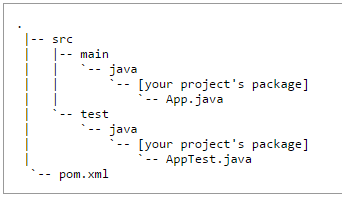 .
 |-- src
 |   |-- main
 |   |   `-- java
 |   |       `-- [your project's package]
 |   |           `-- App.java
 |   `-- test
 |       `-- java
 |           `-- [your project's package]
 |               `-- AppTest.java
 `-- pom.xml